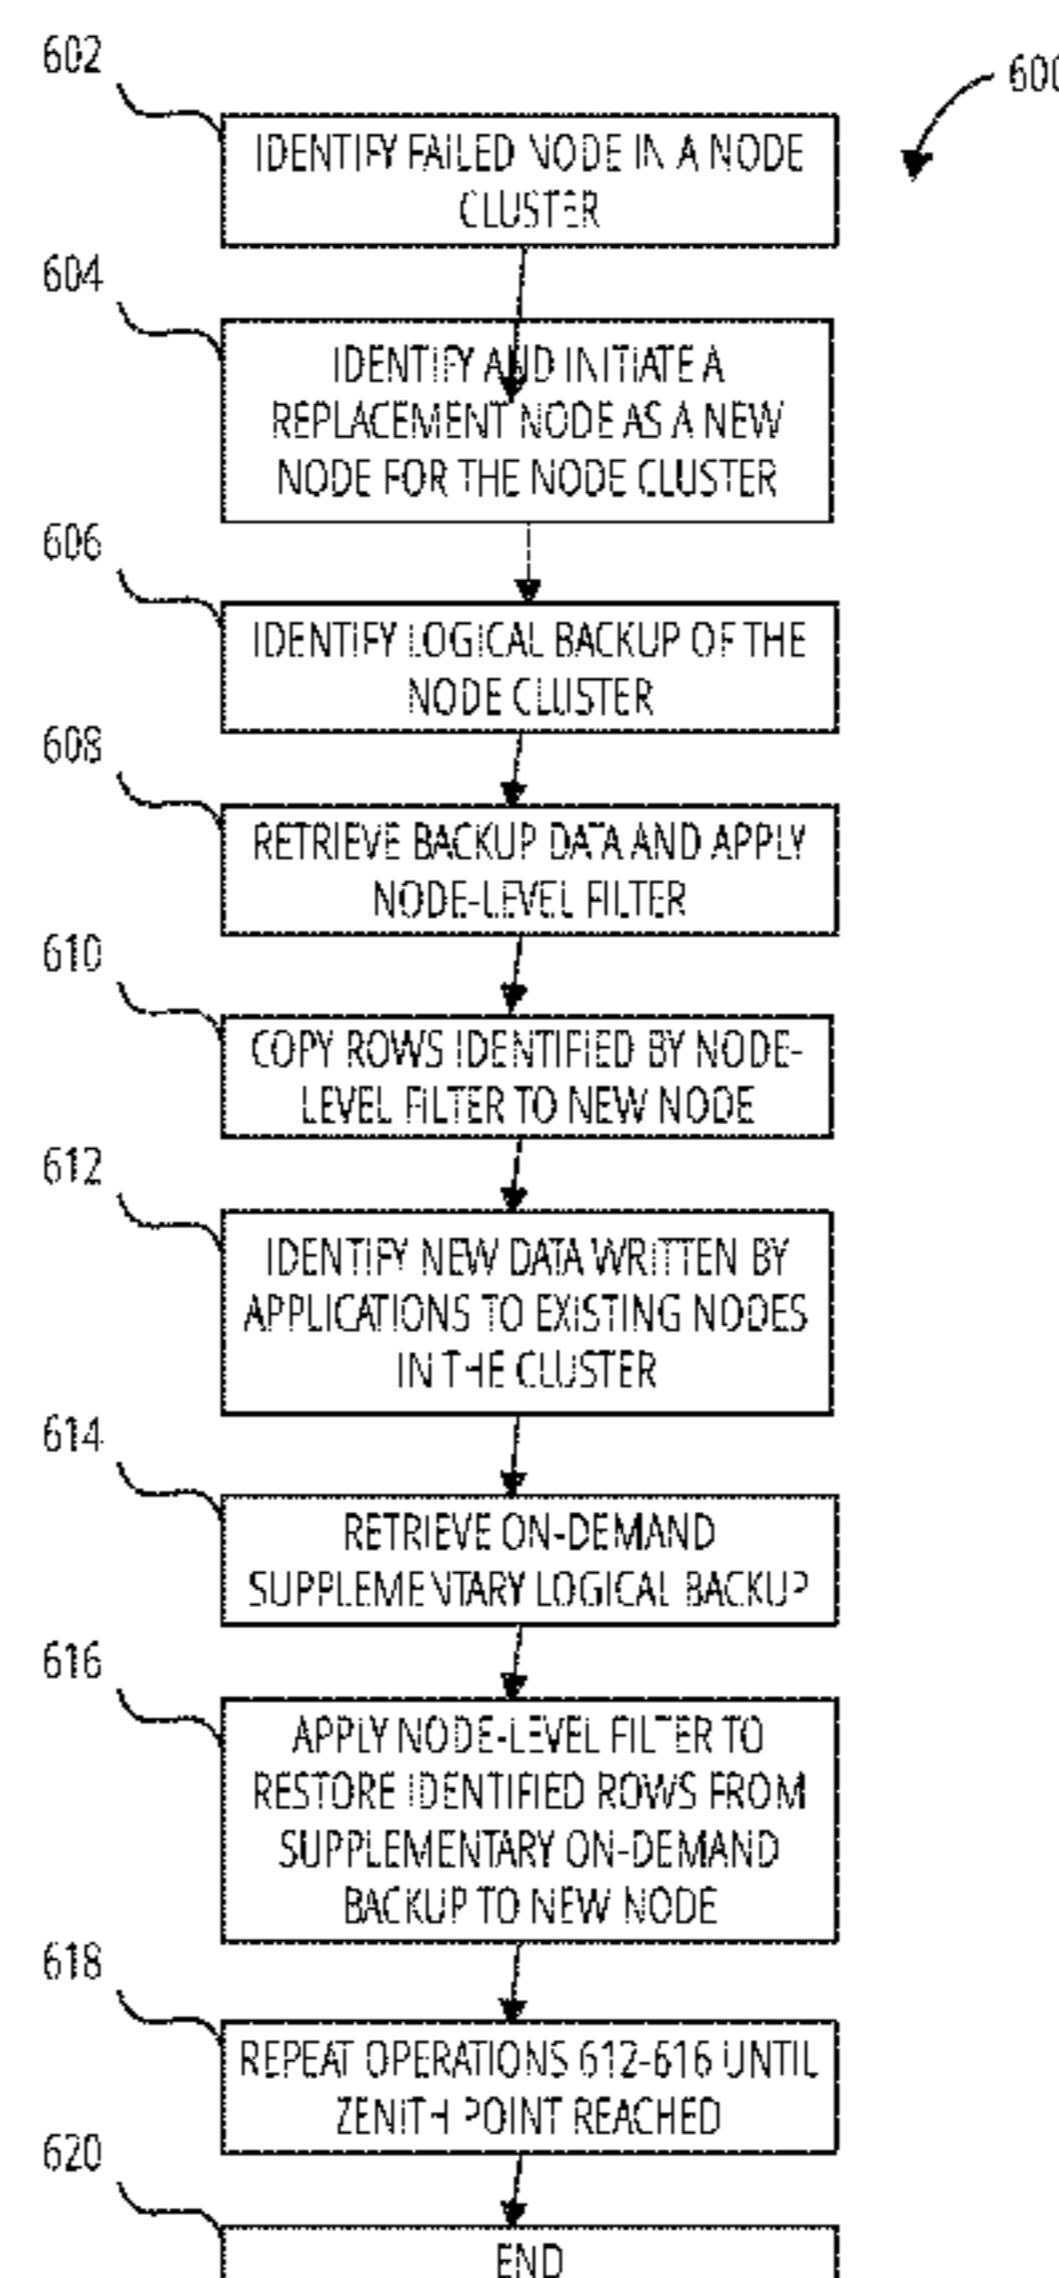 602
600
IDENTIFY FAILED NODE IN A NODE
CLUSTER
604
IDENTIFY AND INITIATE A
REPLACEMENT NODE AS A NEW
NODE FOR THE NODE CLUSTER
606
IDENTIFY LOGICAL BACKUP OF THE
NODE CLUSTER
608
RETRIEVE BACKUP DATA AND APPLY
NODE-LEVEL FILTER
610
COPY ROWS IDENTIFIED BY NODE-
LEVEL FILTER TO NEW NODE
612
IDENTIFY NEW DATA WRITTEN BY
APPLICATIONS TO EXISTING NODES
IN THE CLUSTER
614
RETRIEVE ON-DEMAND
SUPPLEMENTARY LOGICAL BACKUP
616
APPLY NODE-LEVEL FILTER TO
RESTORE IDENTIFIED ROWS FROM
SUPPLEMENTARY ON-DEMAND
BACKUP TO NEW NODE
618
REPEAT OPERATIONS 612-616 UNTIL
ZENITH POINT REACHED
620
END